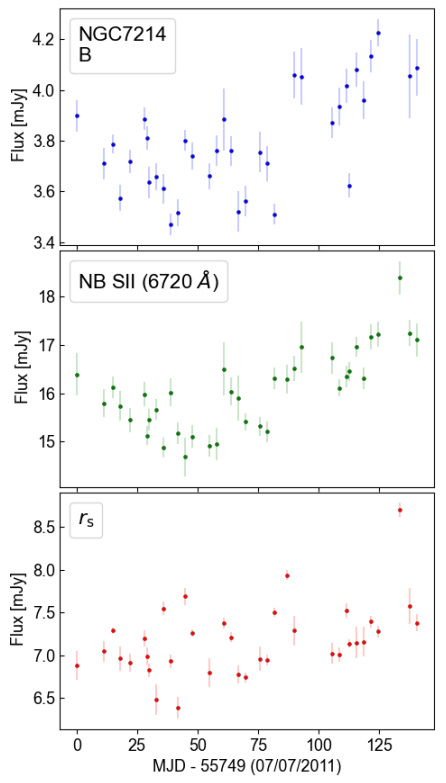 NGC7214
B
Flux [mJy]
4.2
4.0
3.8
3.6
3.4
NB SII (6720 Å)
Flux [mJy]
18
17
16
15
rs
Flux [mJy]
8.5
8.0
7.5
7.0
6.5
0 25 50 75 100 125
MJD - 55749 (07/07/2011)